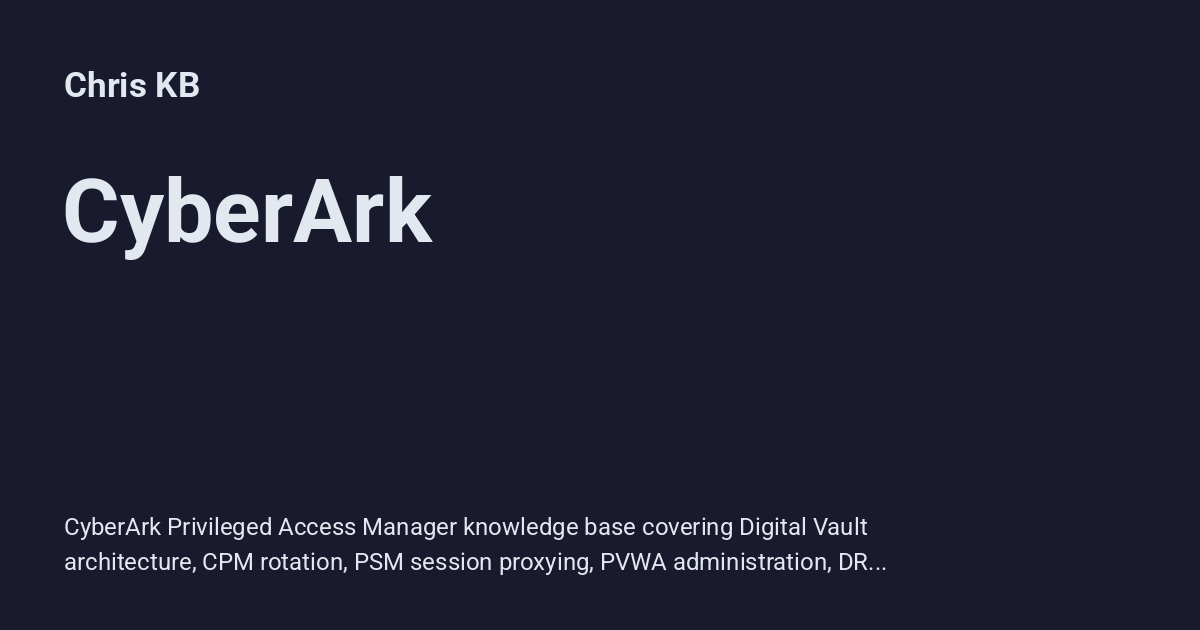 Chris KB
CyberArk
CyberArk Privileged Access Manager knowledge base covering Digital Vault
architecture, CPM rotation, PSM session proxying, PVWA administration, DR...